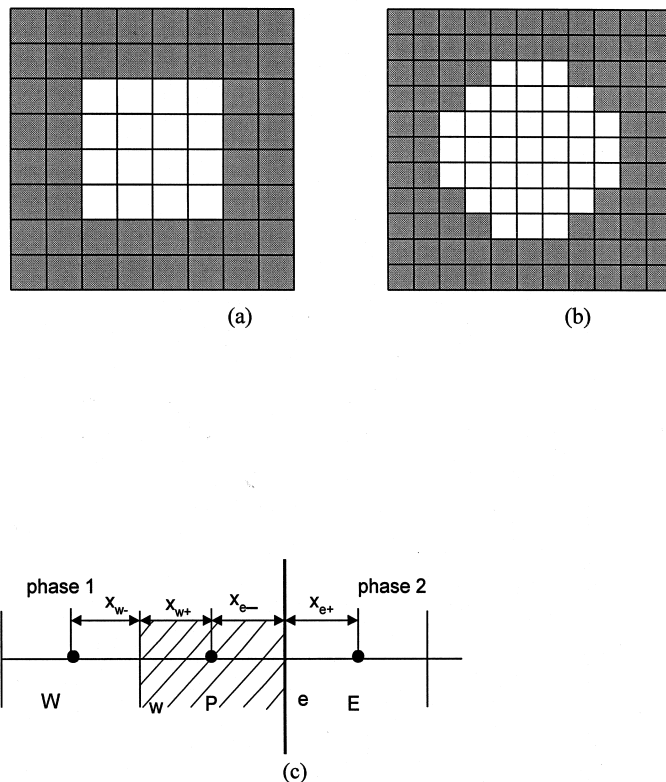 (a) (b)
phase 1 phase 2
x_w- x_w+ x_e− x_e+
W w P e E
(c)